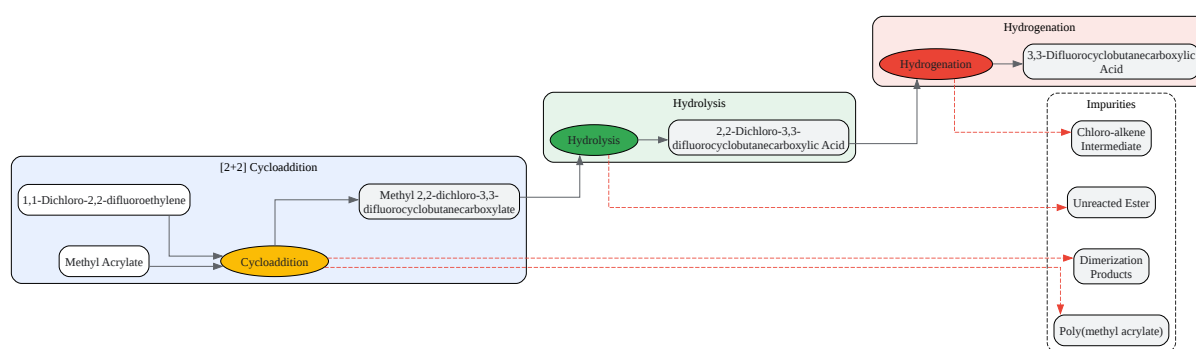 Hydrogenation
Hydrogenation
3,3-Difluorocyclobutanecarboxylic
Acid
Hydrolysis
Hydrolysis
2,2-Dichloro-3,3-
difluorocyclobutanecarboxylic Acid
Impurities
Chloro-alkene
Intermediate
Unreacted Ester
Dimerization
Products
Poly(methyl acrylate)
[2+2] Cycloaddition
1,1-Dichloro-2,2-difluoroethylene
Methyl 2,2-dichloro-3,3-
difluorocyclobutanecarboxylate
Methyl Acrylate
Cycloaddition